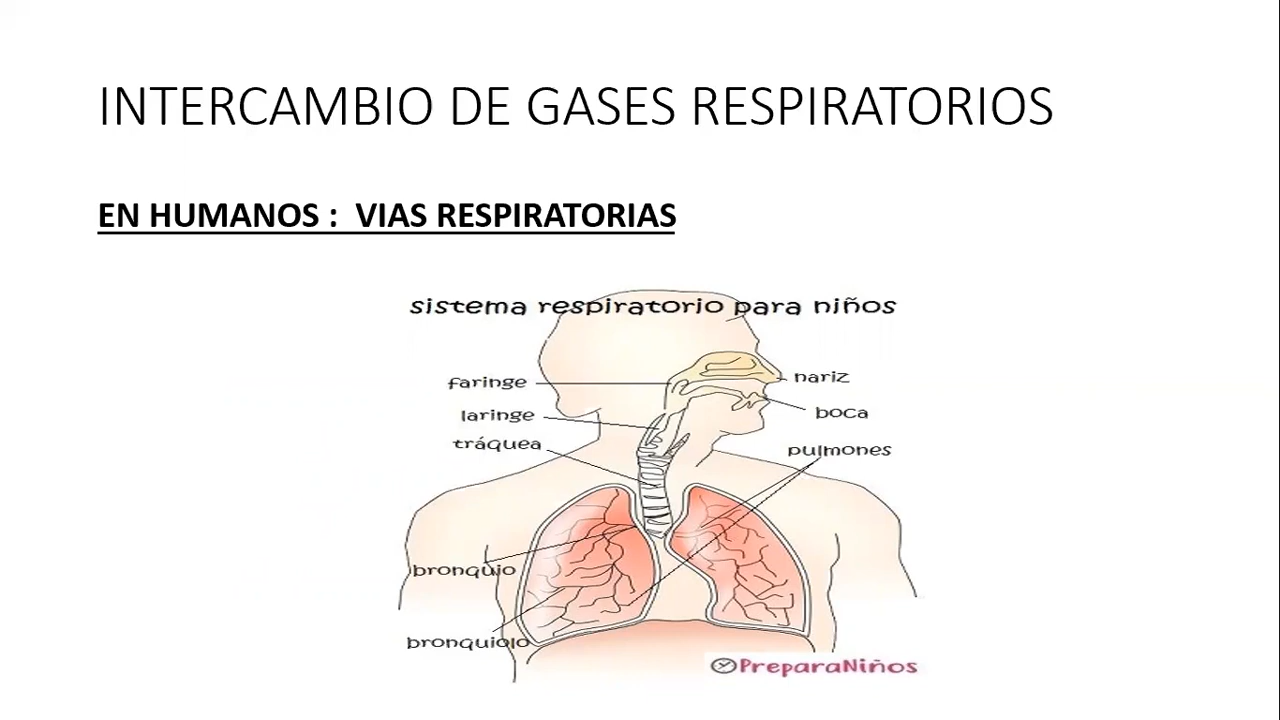 INTERCAMBIO DE GASES RESPIRATORIOS
EN HUMANOS : VIAS RESPIRATORIAS
sistema respiratorio para niños
faringe
nariz
laringe
boca
tráquea
pulmones
bronquio
bronquiolo
PreparaNiños